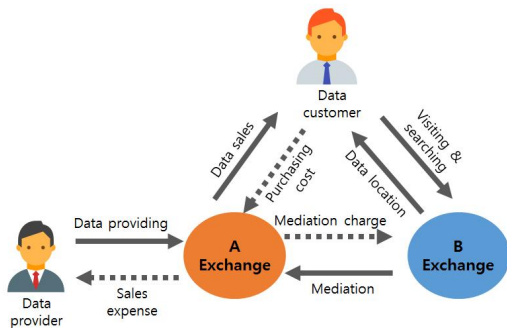 Data
customer
Data sales
Purchasing
cost
Data location
Visiting &
searching
Data providing
A
Exchange
Mediation charge
B
Exchange
Sales
expense
Mediation
Data
provider